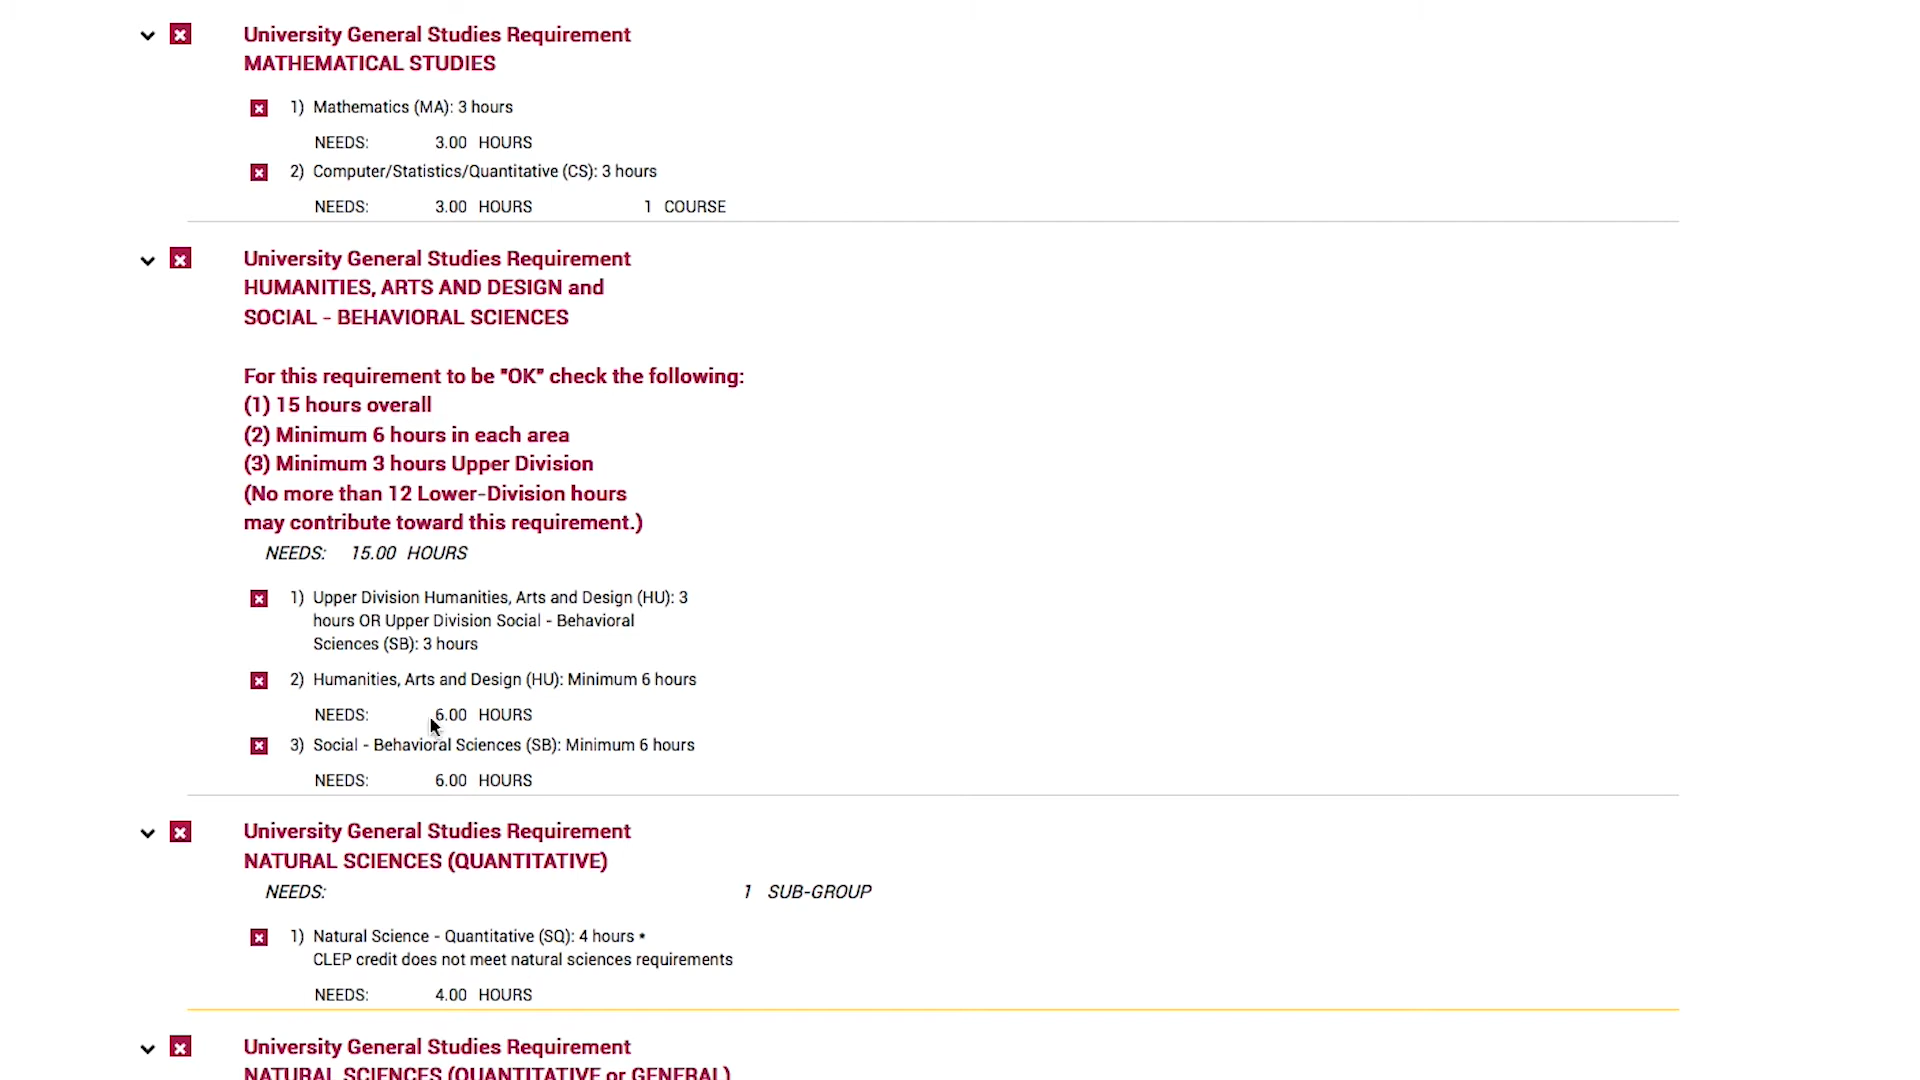 University General Studies Requirement
MATHEMATICAL STUDIES
1) Mathematics (MA): 3 hours
NEEDS: 3.00 HOURS
2) Computer/Statistics/Quantitative (CS): 3 hours
NEEDS: 3.00 HOURS 1 COURSE
University General Studies Requirement
HUMANITIES, ARTS AND DESIGN and
SOCIAL - BEHAVIORAL SCIENCES
For this requirement to be "OK" check the following:
(1) 15 hours overall
(2) Minimum 6 hours in each area
(3) Minimum 3 hours Upper Division
(No more than 12 Lower-Division hours
may contribute toward this requirement.)
NEEDS: 15.00 HOURS
1) Upper Division Humanities, Arts and Design (HU): 3
hours OR Upper Division Social - Behavioral
Sciences (SB): 3 hours
2) Humanities, Arts and Design (HU): Minimum 6 hours
NEEDS: 6.00 HOURS
3) Social - Behavioral Sciences (SB): Minimum 6 hours
NEEDS: 6.00 HOURS
University General Studies Requirement
NATURAL SCIENCES (QUANTITATIVE)
NEEDS: 1 SUB-GROUP
1) Natural Science - Quantitative (SQ): 4 hours *
CLEP credit does not meet natural sciences requirements
NEEDS: 4.00 HOURS
University General Studies Requirement
NATURAL SCIENCES (QUANTITATIVE or GENERAL)